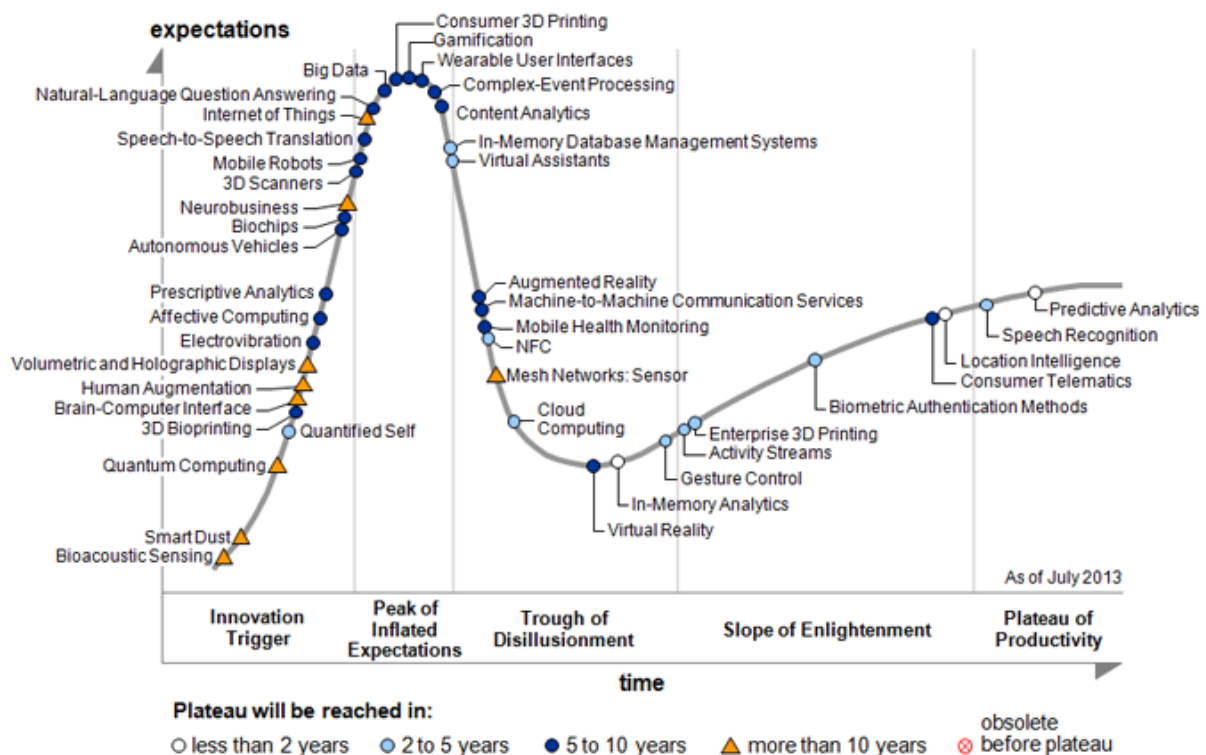 expectations
Consumer 3D Printing
Gamification
Wearable User Interfaces
Big Data
Complex-Event Processing
Natural-Language Question Answering
Internet of Things
Content Analytics
Speech-to-Speech Translation
In-Memory Database Management Systems
Mobile Robots
Virtual Assistants
3D Scanners
Neurobusiness
Biochips
Autonomous Vehicles
Augmented Reality
Prescriptive Analytics
Machine-to-Machine Communication Services
Predictive Analytics
Affective Computing
Mobile Health Monitoring
Speech Recognition
Electrovibration
NFC
Volumetric and Holographic Displays
Location Intelligence
Mesh Networks: Sensor
Consumer Telematics
Human Augmentation
Brain-Computer Interface
Biometric Authentication Methods
3D Bioprinting
Quantified Self
Cloud
Computing
Enterprise 3D Printing
Activity Streams
Quantum Computing
Gesture Control
In-Memory Analytics
Virtual Reality
Smart Dust
Bioacoustic Sensing
As of July 2013
Innovation
Trigger
Peak of
Inflated
Expectations
Trough of
Disillusionment
Slope of Enlightenment
Plateau of
Productivity
time
Plateau will be reached in:
less than 2 years
2 to 5 years
5 to 10 years
more than 10 years
obsolete
before plateau